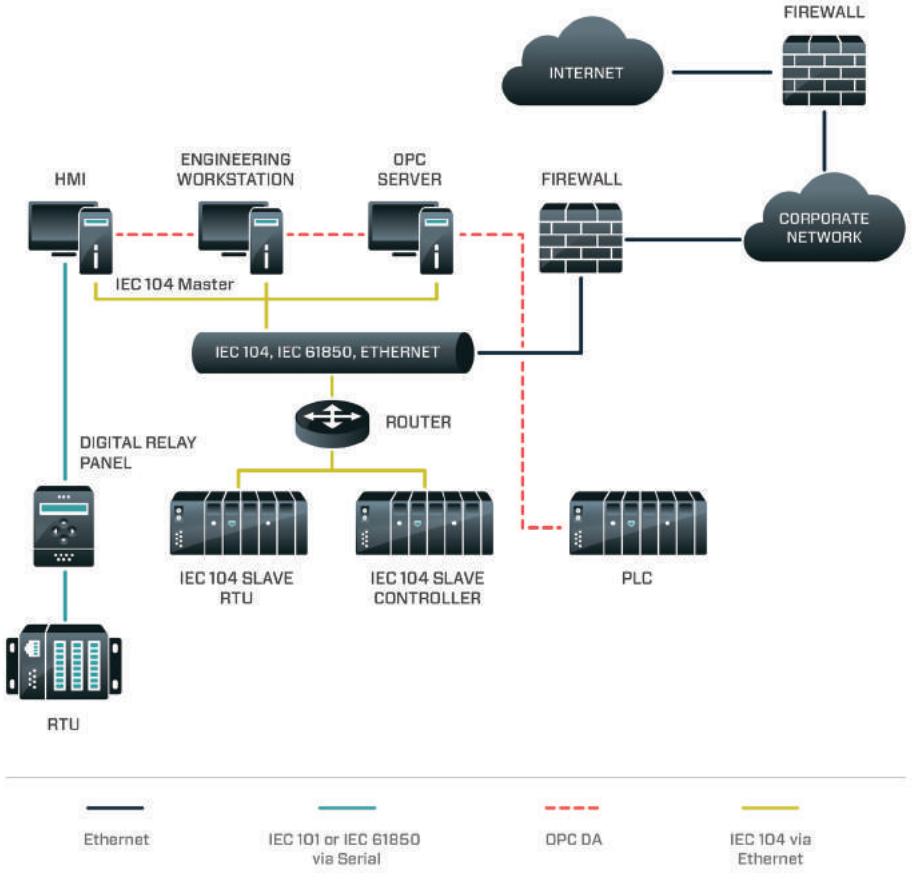 FIREWALL
INTERNET
HMI
ENGINEERING
WORKSTATION
OPC
SERVER
FIREWALL
CORPORATE
NETWORK
IEC 104 Master
IEC 104, IEC 61850, ETHERNET
ROUTER
DIGITAL RELAY
PANEL
IEC 104 SLAVE
RTU
IEC 104 SLAVE
CONTROLLER
PLC
RTU
Ethernet
IEC 101 or IEC 61850
via Serial
OPC DA
IEC 104 via
Ethernet